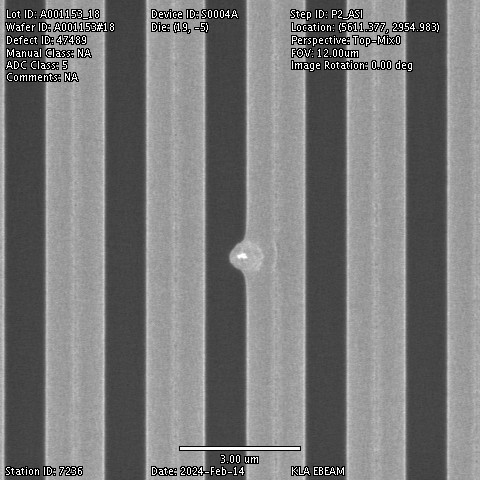 Lot ID: A001153_18
Wafer ID: A001153#18
Defect ID: 47489
Manual Class: NA
ADC Class: 5
Comments: NA
Device ID: S0004A
Die: (19, -5)
Step ID: P2_ASI
Location: (5611.377, 2954.983)
Perspective: Top-Mix0
FOV: 12.00um
Image Rotation: 0.00 deg
3.00 um
Station ID: 7236
Date: 2024-Feb-14
KLA EBEAM